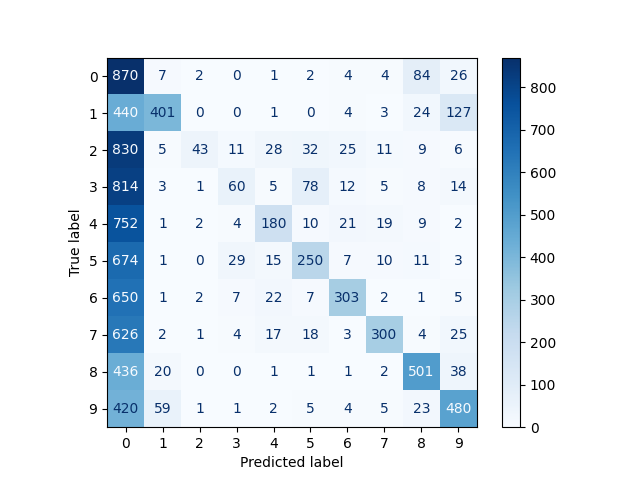 0 870 7 2 0 1 2 4 4 84 26
1 440 401 0 0 1 0 4 3 24 127
2 830 5 43 11 28 32 25 11 9 6
3 814 3 1 60 5 78 12 5 8 14
4 752 1 2 4 180 10 21 19 9 2
5 674 1 0 29 15 250 7 10 11 3
6 650 1 2 7 22 7 303 2 1 5
7 626 2 1 4 17 18 3 300 4 25
8 436 20 0 0 1 1 1 2 501 38
9 420 59 1 1 2 5 4 5 23 480
0 1 2 3 4 5 6 7 8 9
Predicted label
True label
800
700
600
500
400
300
200
100
0